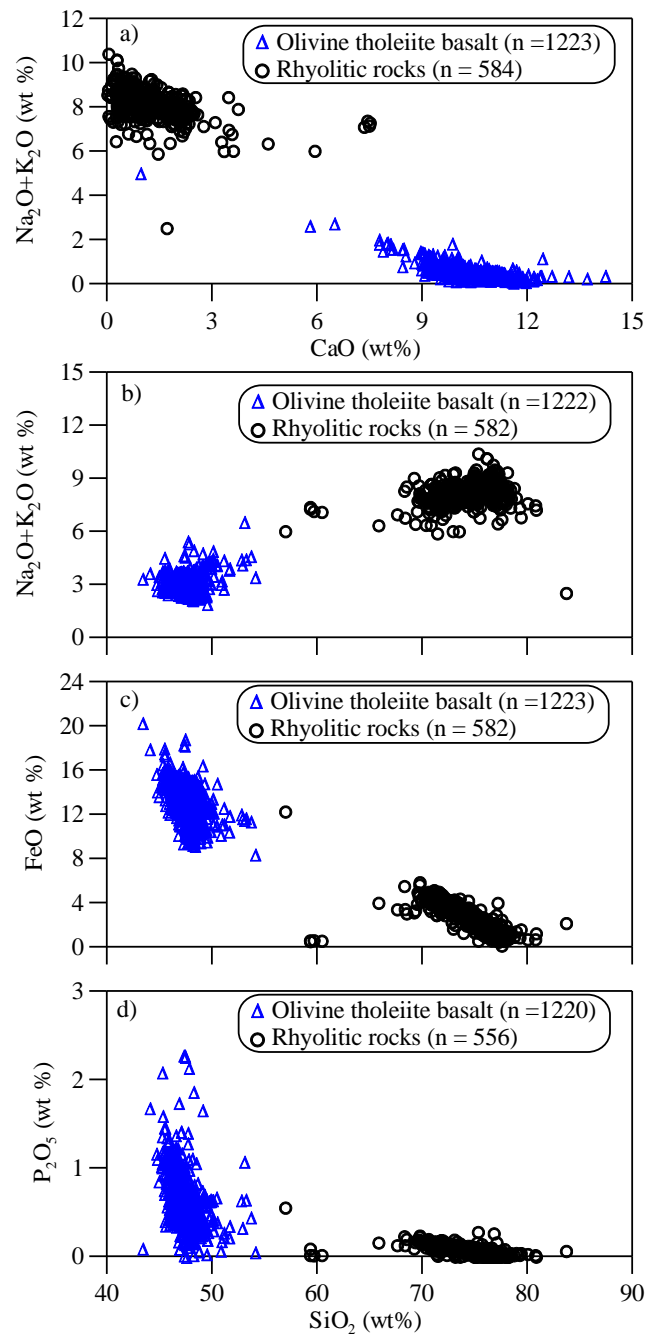 a)
Olivine tholeiite basalt (n =1223)
Rhyolitic rocks (n = 584)
Na₂O+K₂O (wt %)
12
10
8
6
4
2
0
0 3 6 9 12 15
CaO (wt%)
b)
Olivine tholeiite basalt (n =1222)
Rhyolitic rocks (n = 582)
Na₂O+K₂O (wt %)
15
12
9
6
3
0
c)
Olivine tholeiite basalt (n =1223)
Rhyolitic rocks (n = 582)
FeO (wt %)
24
20
16
12
8
4
0
d)
Olivine tholeiite basalt (n =1220)
Rhyolitic rocks (n = 556)
P₂O₅ (wt %)
3
2
1
0
40 50 60 70 80 90
SiO₂ (wt%)